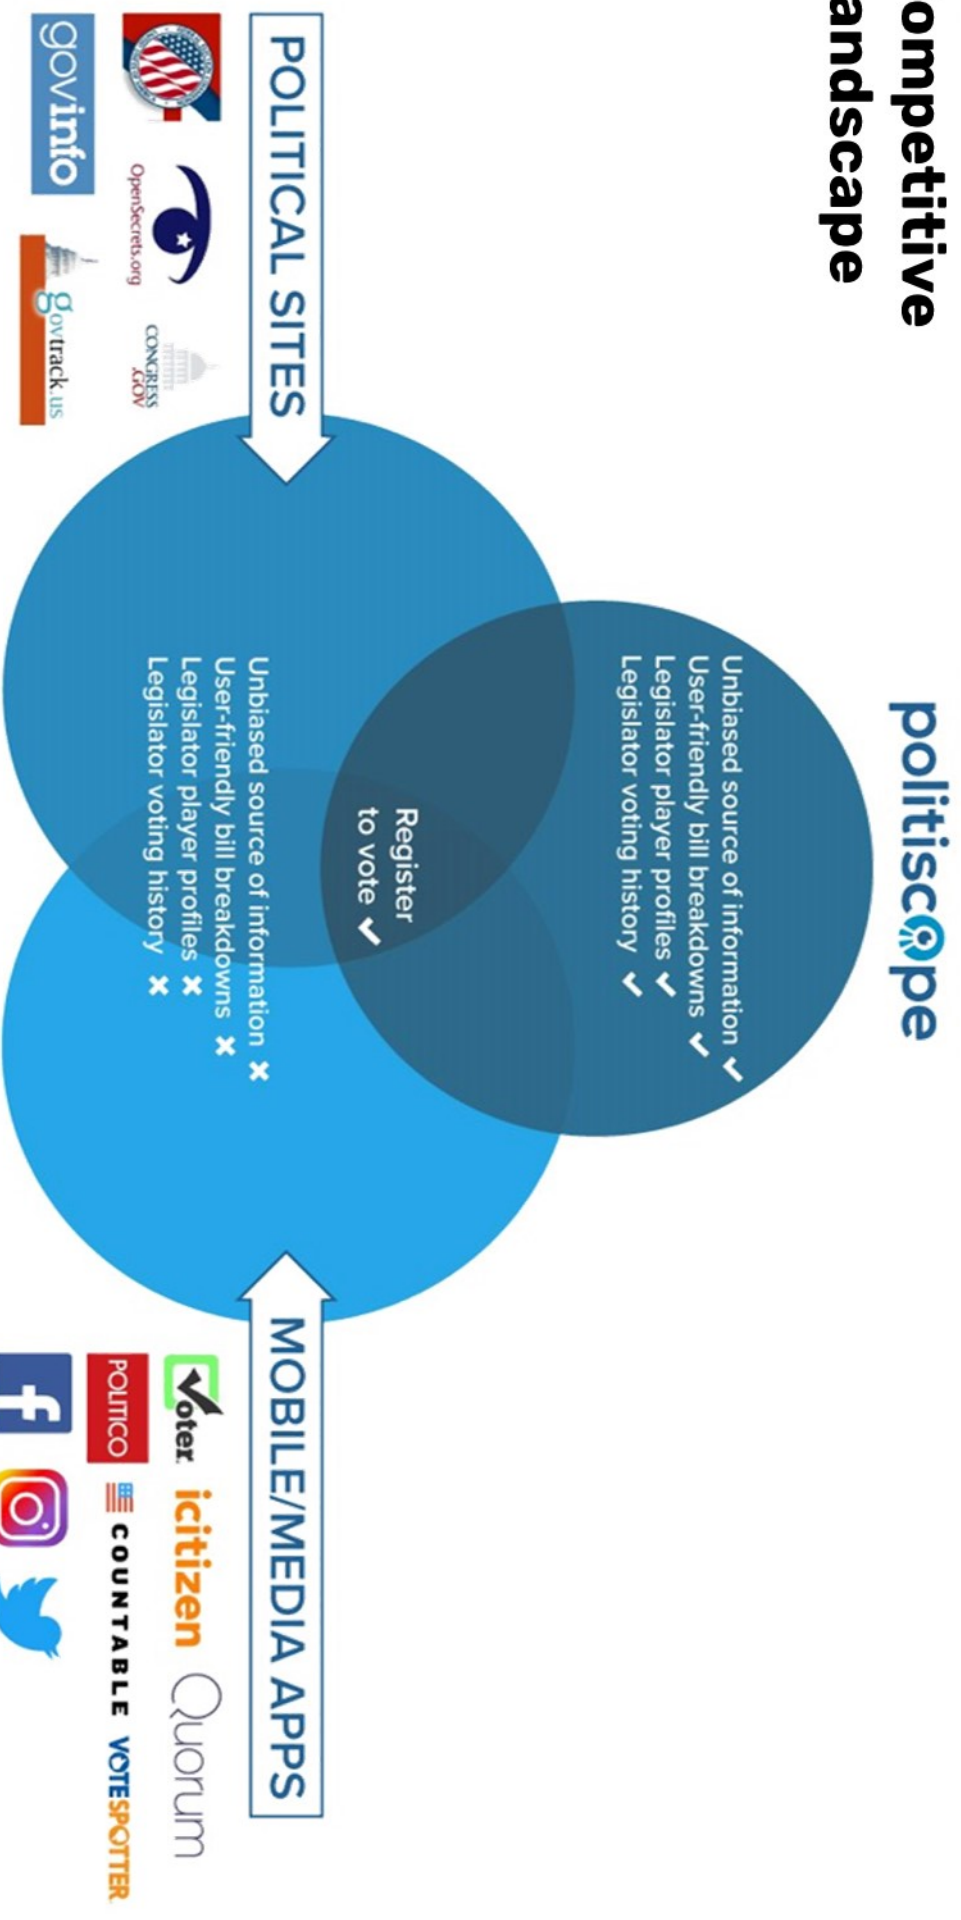 ompetitive
andscape
politiscope
Unbiased source of information ✔
User-friendly bill breakdowns ✔
Legislator player profiles ✔
Legislator voting history ✔
Register
to vote ✔
POLITICAL SITES
MOBILE/MEDIA APPS
Unbiased source of information ✖
User-friendly bill breakdowns ✖
Legislator player profiles ✖
Legislator voting history ✖
OpenSecrets.org
CONGRESS
.GOV
govinfo
govtrack.us
Voter
icitizen
Quorum
POLITICO
COUNTABLE
VOTESPOTTER
f